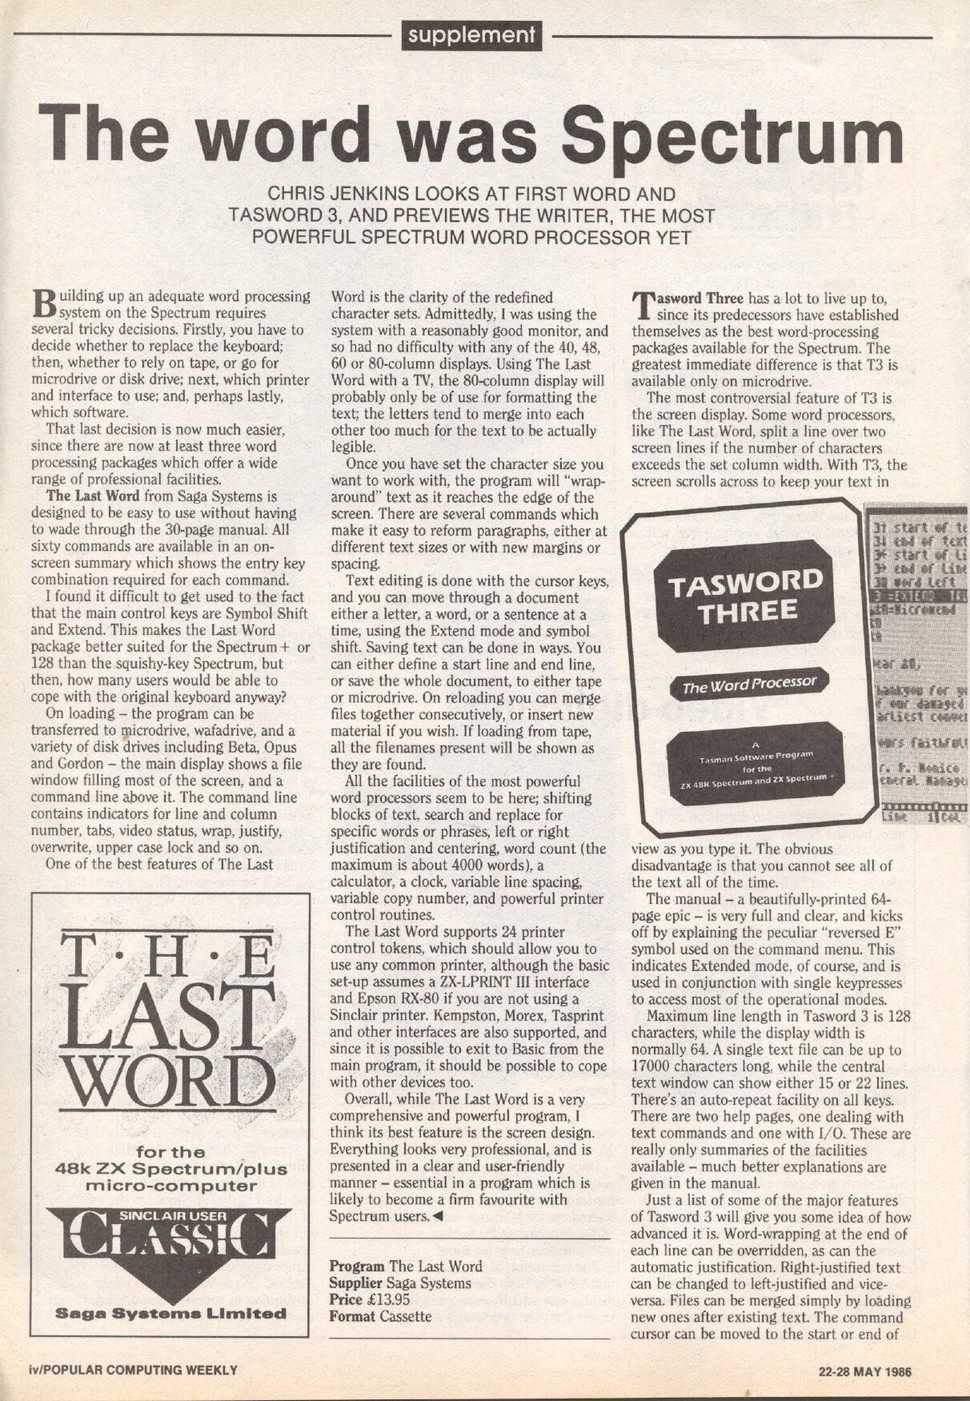 supplement
The word was Spectrum
CHRIS JENKINS LOOKS AT FIRST WORD AND
TASWORD 3, AND PREVIEWS THE WRITER, THE MOST
POWERFUL SPECTRUM WORD PROCESSOR YET
Building up an adequate word processing
system on the Spectrum requires
several tricky decisions. Firstly, you have to
decide whether to replace the keyboard;
then, whether to rely on tape, or go for
microdrive or disk drive; next, which printer
and interface to use; and, perhaps lastly,
which software.
That last decision is now much easier,
since there are now at least three word
processing packages which offer a wide
range of professional facilities.
The Last Word from Saga Systems is
designed to be easy to use without having
to wade through the 30-page manual. All
sixty commands are available in an on-
screen summary which shows the entry key
combination required for each command.
I found it difficult to get used to the fact
that the main control keys are Symbol Shift
and Extend. This makes the Last Word
package better suited for the Spectrum + or
128 than the squishy-key Spectrum, but
then, how many users would be able to
cope with the original keyboard anyway?
On loading – the program can be
transferred to microdrive, wafadrive, and a
variety of disk drives including Beta, Opus
and Gordon – the main display shows a file
window filling most of the screen, and a
command line above it. The command line
contains indicators for line and column
number, tabs, video status, wrap, justify,
overwrite, upper case lock and so on.
One of the best features of The Last
T·H·E
LAST
WORD
for the
48k ZX Spectrum/plus
micro-computer
SINCLAIR USER
CLASSIC
Saga Systems Limited
Word is the clarity of the redefined
character sets. Admittedly, I was using the
system with a reasonably good monitor, and
so had no difficulty with any of the 40, 48,
60 or 80-column displays. Using The Last
Word with a TV, the 80-column display will
probably only be of use for formatting the
text; the letters tend to merge into each
other too much for the text to be actually
legible.
Once you have set the character size you
want to work with, the program will "wrap-
around" text as it reaches the edge of the
screen. There are several commands which
make it easy to reform paragraphs, either at
different text sizes or with new margins or
spacing.
Text editing is done with the cursor keys,
and you can move through a document
either a letter, a word, or a sentence at a
time, using the Extend mode and symbol
shift. Saving text can be done in ways. You
can either define a start line and end line,
or save the whole document, to either tape
or microdrive. On reloading you can merge
files together consecutively, or insert new
material if you wish. If loading from tape,
all the filenames present will be shown as
they are found.
All the facilities of the most powerful
word processors seem to be here; shifting
blocks of text, search and replace for
specific words or phrases, left or right
justification and centering, word count (the
maximum is about 4000 words), a
calculator, a clock, variable line spacing,
variable copy number, and powerful printer
control routines.
The Last Word supports 24 printer
control tokens, which should allow you to
use any common printer, although the basic
set-up assumes a ZX-LPRINT III interface
and Epson RX-80 if you are not using a
Sinclair printer. Kempston, Morex, Tasprint
and other interfaces are also supported, and
since it is possible to exit to Basic from the
main program, it should be possible to cope
with other devices too.
Overall, while The Last Word is a very
comprehensive and powerful program, I
think its best feature is the screen design.
Everything looks very professional, and is
presented in a clear and user-friendly
manner – essential in a program which is
likely to become a firm favourite with
Spectrum users.◄
Program The Last Word
Supplier Saga Systems
Price £13.95
Format Cassette
Tasword Three has a lot to live up to,
since its predecessors have established
themselves as the best word-processing
packages available for the Spectrum. The
greatest immediate difference is that T3 is
available only on microdrive.
The most controversial feature of T3 is
the screen display. Some word processors,
like The Last Word, split a line over two
screen lines if the number of characters
exceeds the set column width. With T3, the
screen scrolls across to keep your text in
TASWORD
THREE
The Word Processor
A
Tasman Software Program
for the
ZX 48K Spectrum and ZX Spectrum +
start of te
end of text
start of li
end of line
word left
Micromend
ear
hankyou for yo
f our damaged
arliest conven
ours faithfull
r. P. Monico
eneral Manage
Line 1 Col
view as you type it. The obvious
disadvantage is that you cannot see all of
the text all of the time.
The manual – a beautifully-printed 64-
page epic – is very full and clear, and kicks
off by explaining the peculiar "reversed E"
symbol used on the command menu. This
indicates Extended mode, of course, and is
used in conjunction with single keypresses
to access most of the operational modes.
Maximum line length in Tasword 3 is 128
characters, while the display width is
normally 64. A single text file can be up to
17000 characters long, while the central
text window can show either 15 or 22 lines.
There's an auto-repeat facility on all keys.
There are two help pages, one dealing with
text commands and one with I/O. These are
really only summaries of the facilities
available – much better explanations are
given in the manual.
Just a list of some of the major features
of Tasword 3 will give you some idea of how
advanced it is. Word-wrapping at the end of
each line can be overridden, as can the
automatic justification. Right-justified text
can be changed to left-justified and vice-
versa. Files can be merged simply by loading
new ones after existing text. The command
cursor can be moved to the start or end of
iv/POPULAR COMPUTING WEEKLY
22-28 MAY 1986